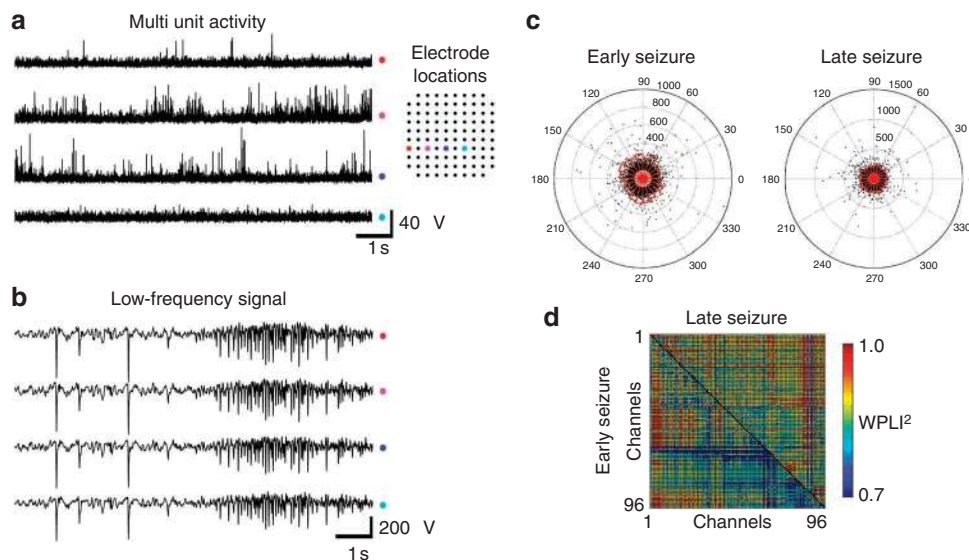 a
Multi unit activity
Electrode
locations
40 V
1 s
b
Low-frequency signal
200 V
1 s
c
Early seizure
90 1000
120 60
800
600
150 400 30
180 0
210 330
240 300
270
Late seizure
90 1500
120 60
1000
150 500 30
180 0
210 330
240 300
270
d
Late seizure
1
Early seizure
Channels
96
1 Channels 96
1.0
WPLI²
0.7